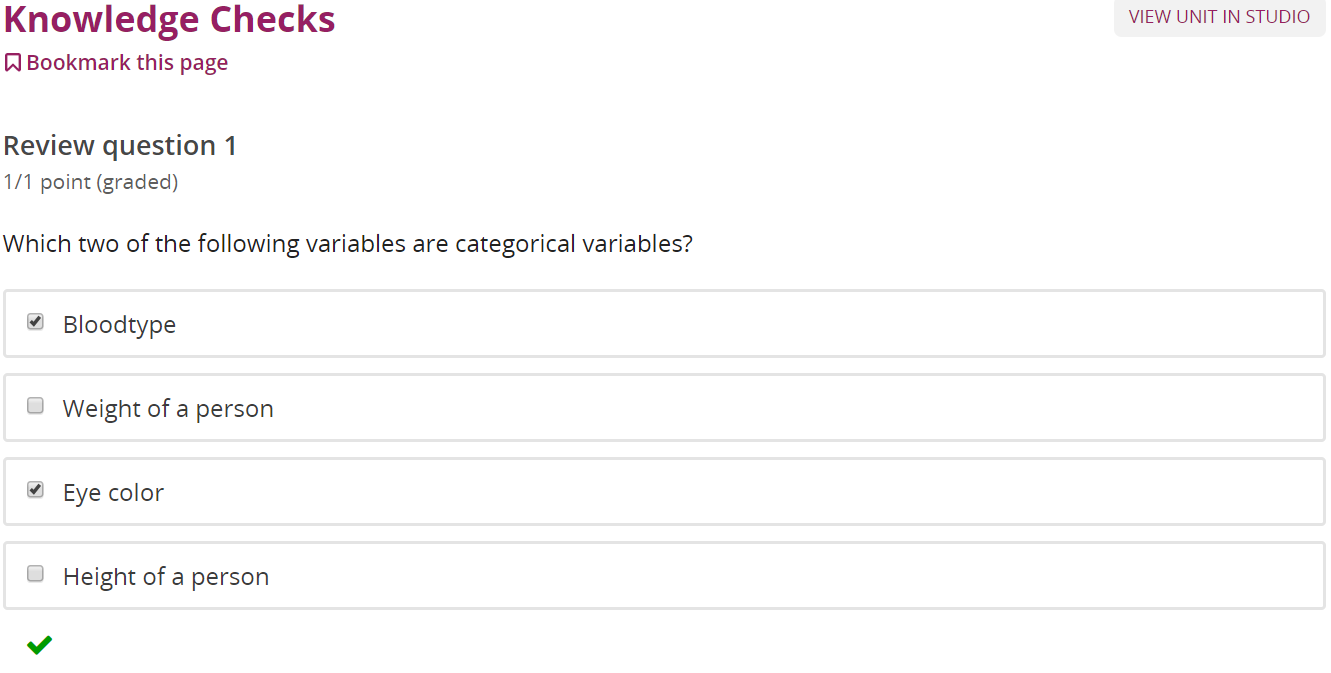 Knowledge Checks
VIEW UNIT IN STUDIO
Bookmark this page
Review question 1
1/1 point (graded)
Which two of the following variables are categorical variables?
Bloodtype
Weight of a person
Eye color
Height of a person